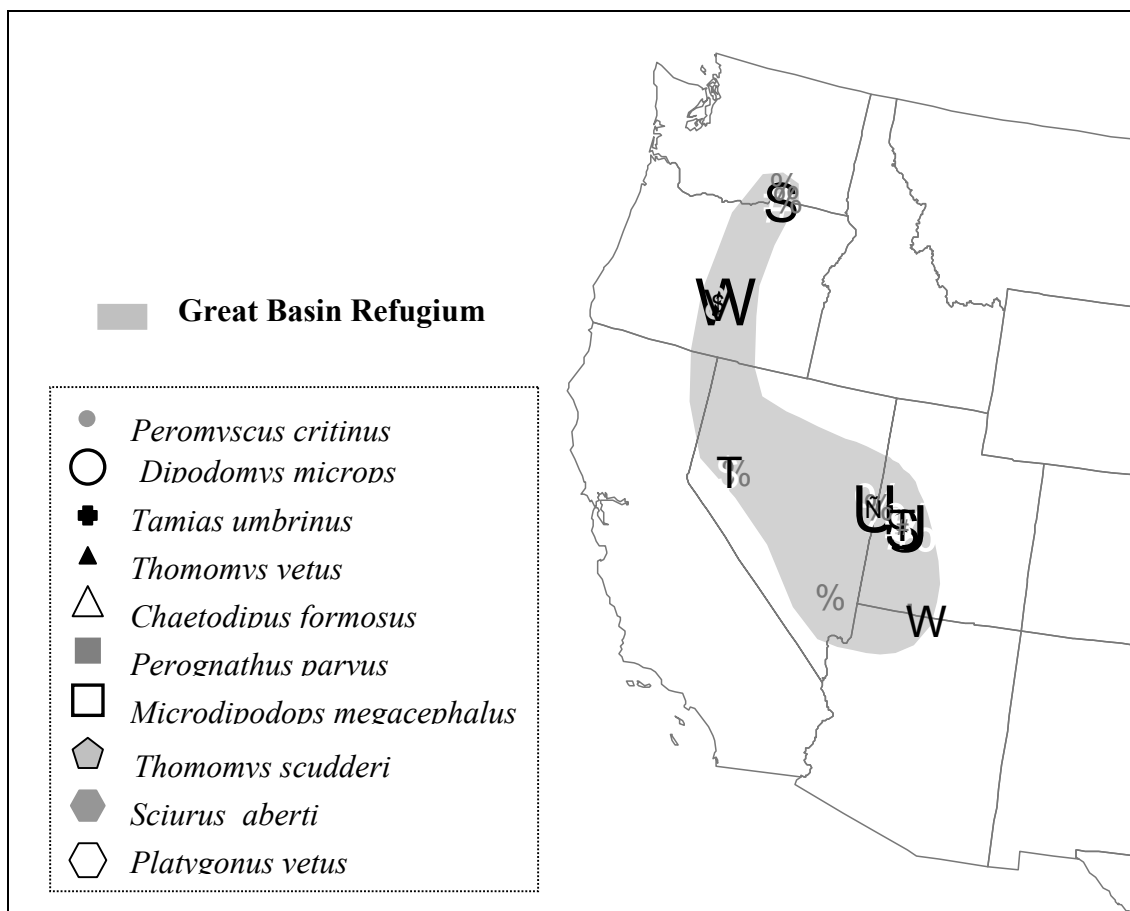 %
S
%
W
Great Basin Refugium
Peromyscus critinus
Dipodomys microps
T %
Tamias umbrinus
U Ñ
T U
Thomomys vetus
%
Chaetodipus formosus
W
Perognathus parvus
Microdipodops megacephalus
Thomomys scudderi
Sciurus aberti
Platygonus vetus